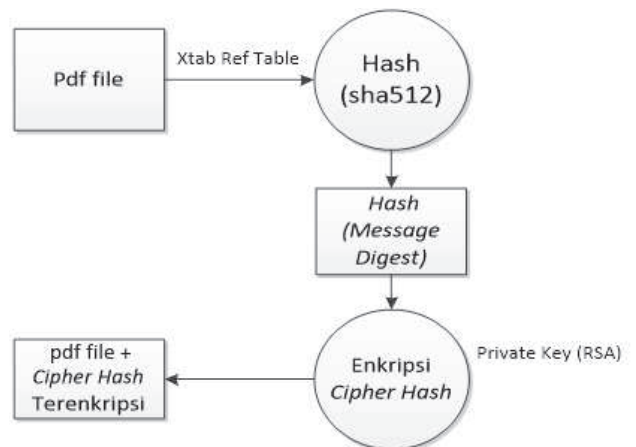 Pdf file
Xtab Ref Table
Hash
(sha512)
Hash
(Message
Digest)
Enkripsi
Cipher Hash
Private Key (RSA)
pdf file +
Cipher Hash
Terenkripsi